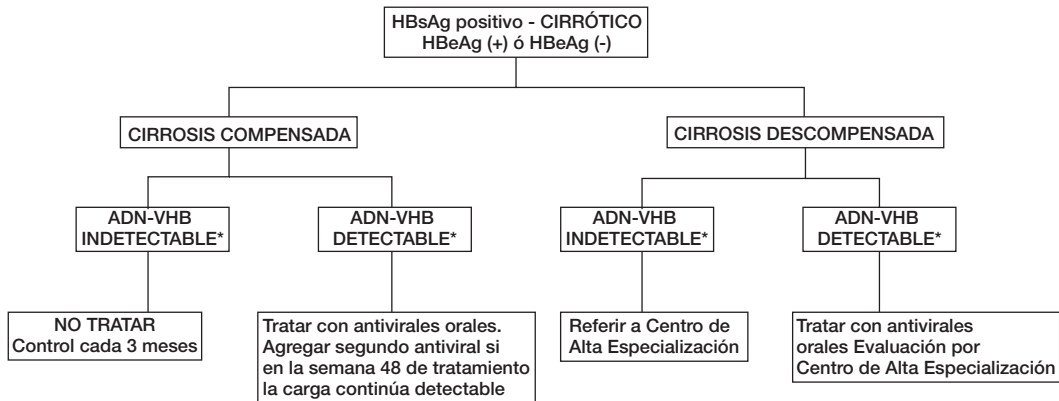 HBsAg positivo - CIRRÓTICO
HBeAg (+) ó HBeAg (-)
CIRROSIS COMPENSADA
CIRROSIS DESCOMPENSADA
ADN-VHB
INDETECTABLE*
ADN-VHB
DETECTABLE*
ADN-VHB
INDETECTABLE*
ADN-VHB
DETECTABLE*
NO TRATAR
Control cada 3 meses
Tratar con antivirales orales.
Agregar segundo antiviral si
en la semana 48 de tratamiento
la carga continúa detectable
Referir a Centro de
Alta Especialización
Tratar con antivirales
orales Evaluación por
Centro de Alta Especialización